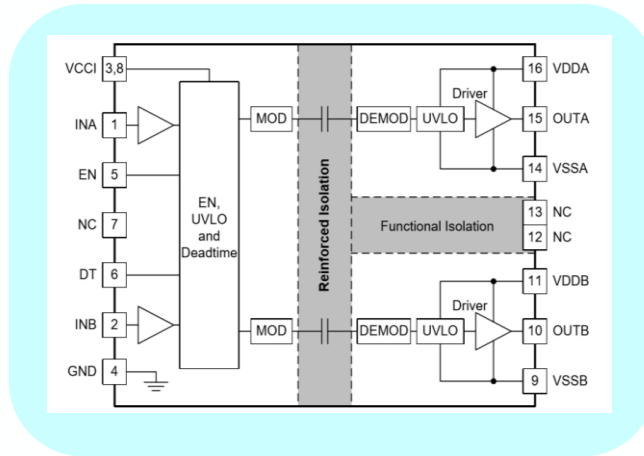 VCCI 3,8
INA 1
EN 5
NC 7
DT 6
INB 2
GND 4
EN,
UVLO
and
Deadtime
MOD
MOD
Reinforced Isolation
DEMOD UVLO Driver
16 VDDA
15 OUTA
14 VSSA
Functional Isolation
13 NC
12 NC
DEMOD UVLO Driver
11 VDDB
10 OUTB
9 VSSB